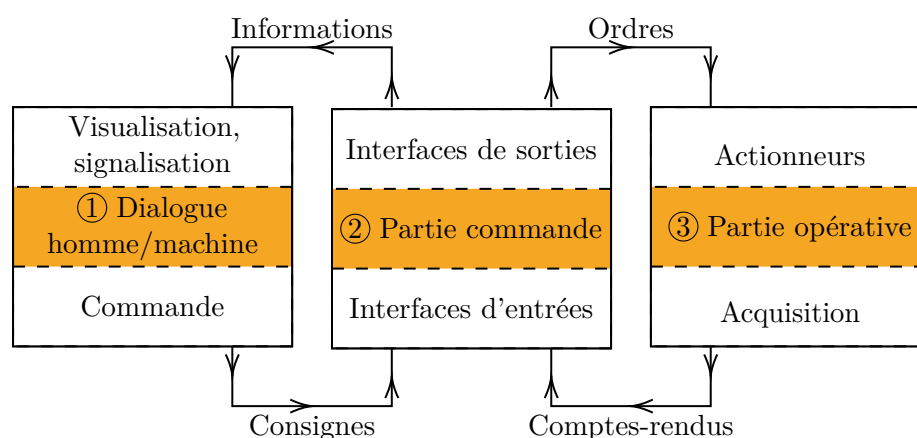 Informations
Ordres
Visualisation,
signalisation
① Dialogue
homme/machine
Commande
Interfaces de sorties
② Partie commande
Interfaces d'entrées
Actionneurs
③ Partie opérative
Acquisition
Consignes
Comptes-rendus